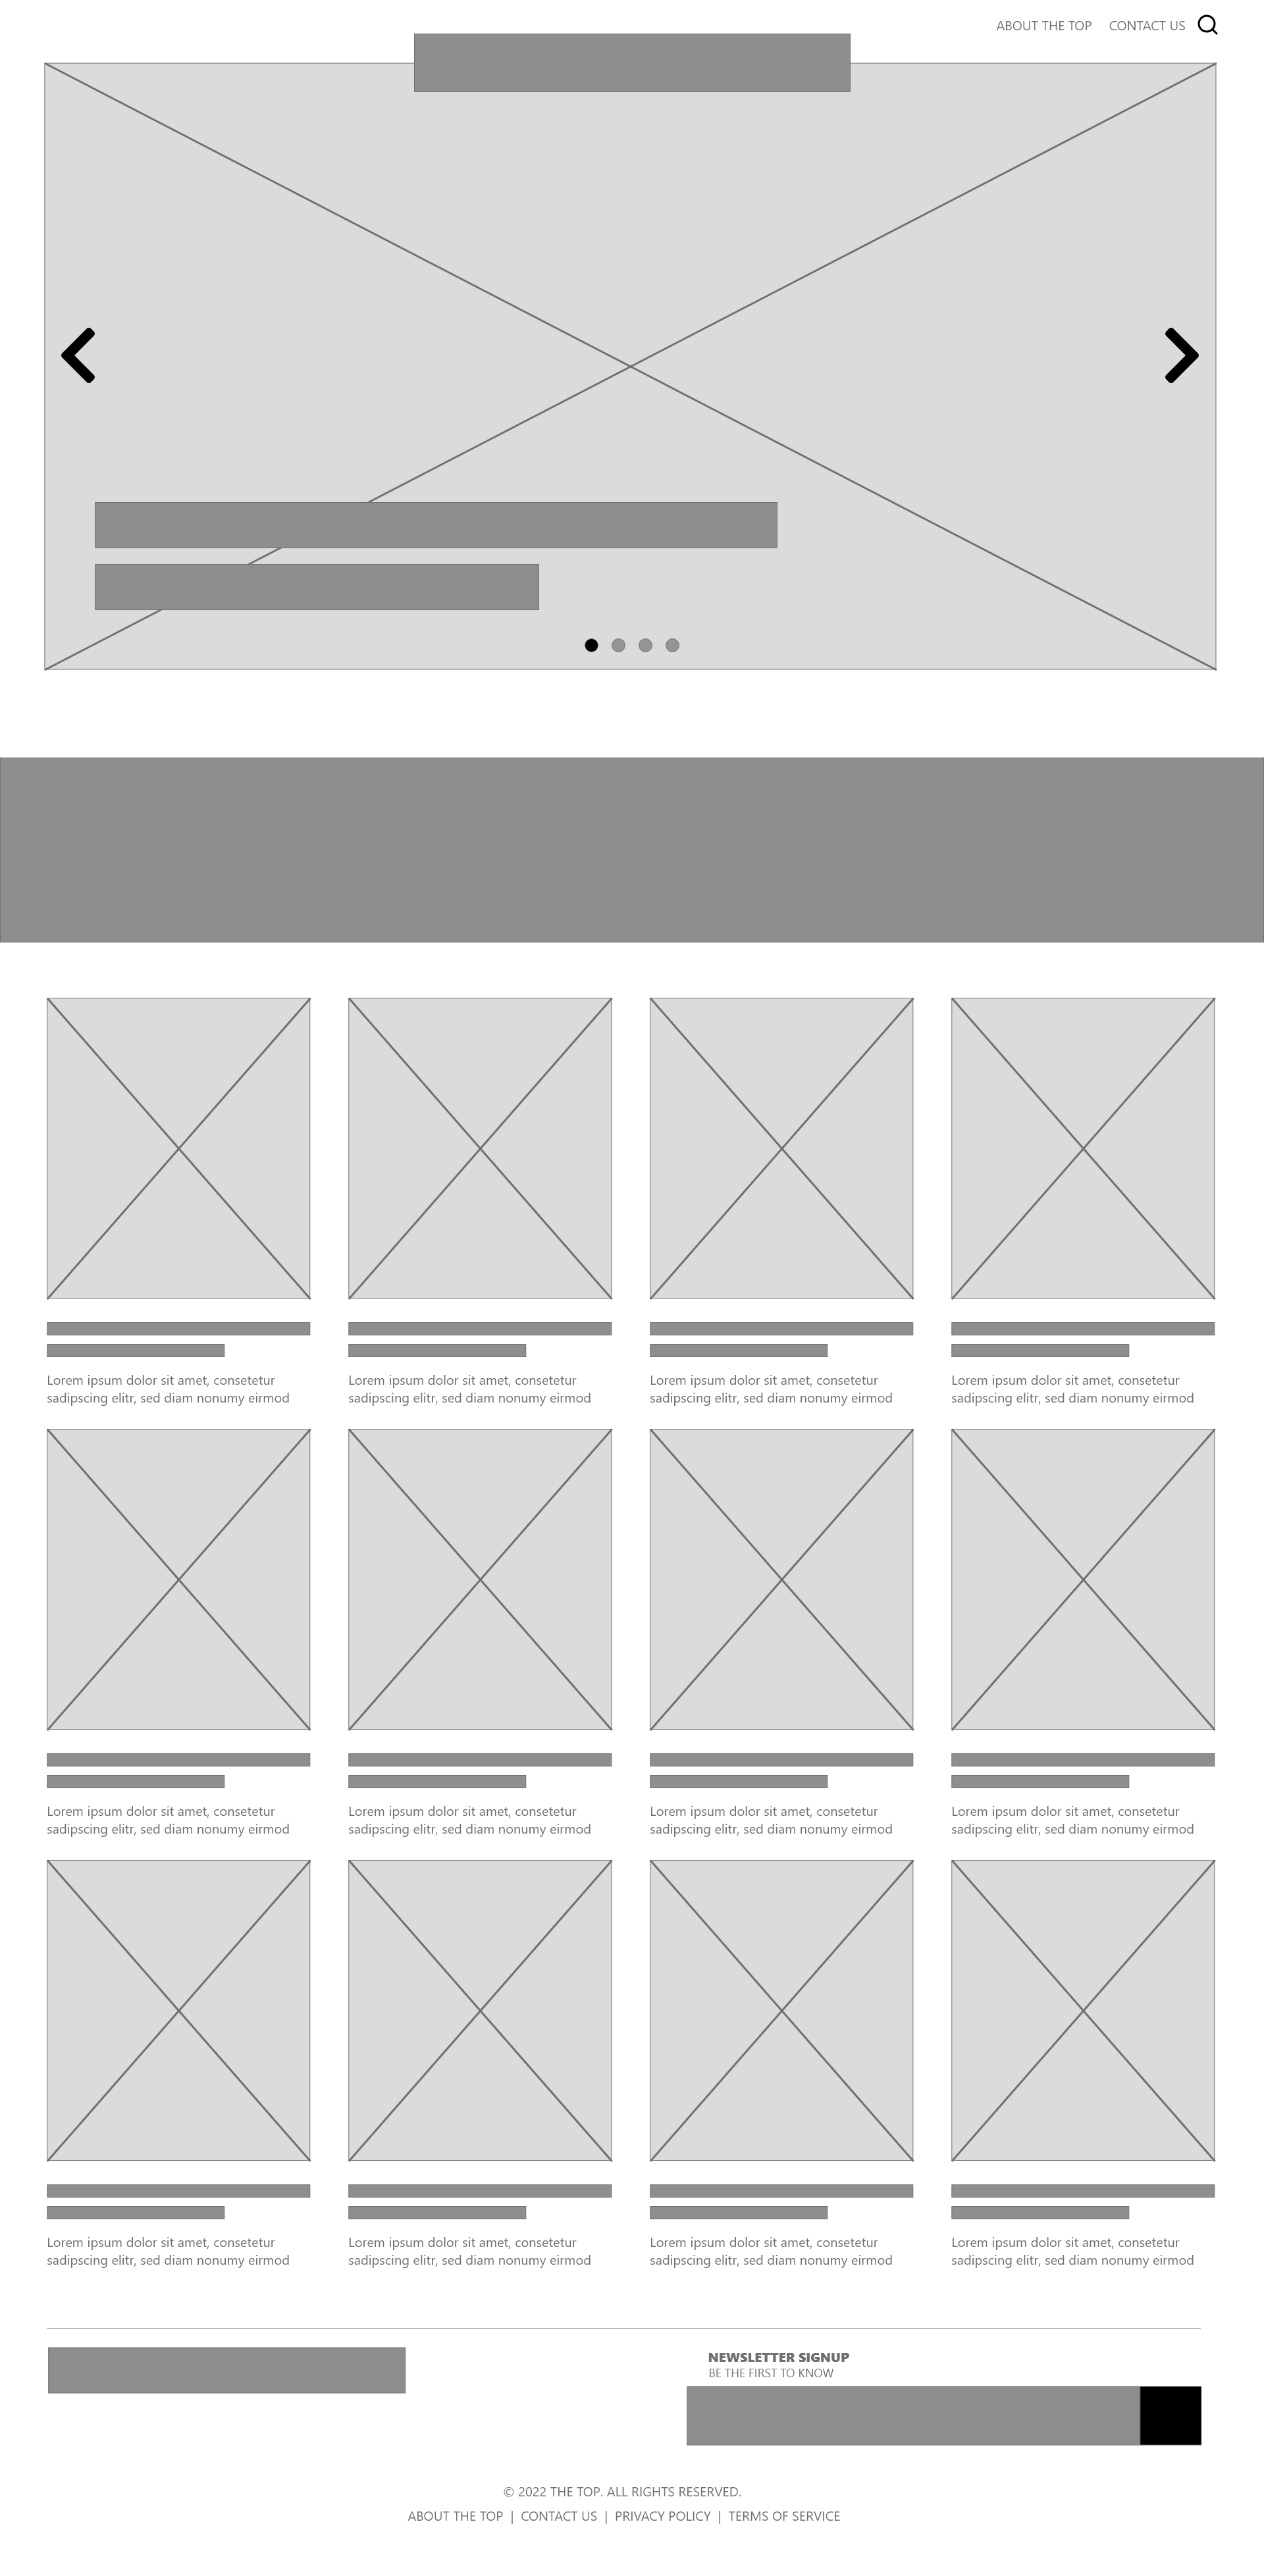 ABOUT THE TOP CONTACT US
Lorem ipsum dolor sit amet, consetetur
sadipscing elitr, sed diam nonumy eirmod
Lorem ipsum dolor sit amet, consetetur
sadipscing elitr, sed diam nonumy eirmod
Lorem ipsum dolor sit amet, consetetur
sadipscing elitr, sed diam nonumy eirmod
Lorem ipsum dolor sit amet, consetetur
sadipscing elitr, sed diam nonumy eirmod
Lorem ipsum dolor sit amet, consetetur
sadipscing elitr, sed diam nonumy eirmod
Lorem ipsum dolor sit amet, consetetur
sadipscing elitr, sed diam nonumy eirmod
Lorem ipsum dolor sit amet, consetetur
sadipscing elitr, sed diam nonumy eirmod
Lorem ipsum dolor sit amet, consetetur
sadipscing elitr, sed diam nonumy eirmod
Lorem ipsum dolor sit amet, consetetur
sadipscing elitr, sed diam nonumy eirmod
Lorem ipsum dolor sit amet, consetetur
sadipscing elitr, sed diam nonumy eirmod
Lorem ipsum dolor sit amet, consetetur
sadipscing elitr, sed diam nonumy eirmod
Lorem ipsum dolor sit amet, consetetur
sadipscing elitr, sed diam nonumy eirmod
NEWSLETTER SIGNUP
BE THE FIRST TO KNOW
© 2022 THE TOP. ALL RIGHTS RESERVED.
ABOUT THE TOP | CONTACT US | PRIVACY POLICY | TERMS OF SERVICE